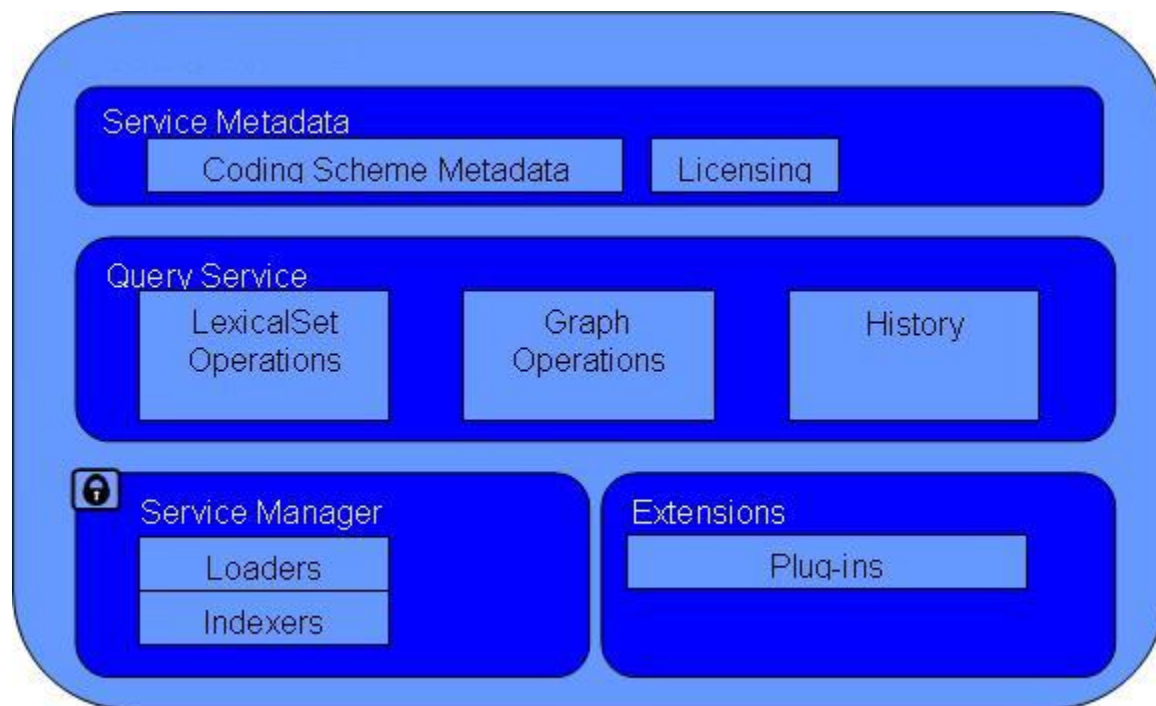 Service Metadata
Coding Scheme Metadata
Licensing
Query Service
LexicalSet
Operations
Graph
Operations
History
Service Manager
Loaders
Indexers
Extensions
Plug-ins